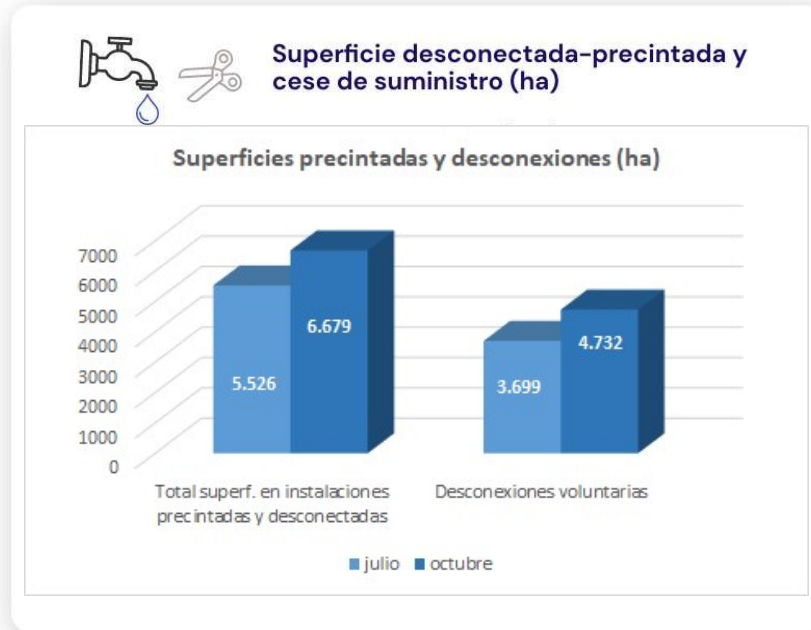 Superficie desconectada-precintada y
cese de suministro (ha)
Superficies precintadas y desconexiones (ha)
7000
6000
5000
4000
3000
2000
1000
0
5.526
6.679
3.699
4.732
Total superf. en instalaciones
precintadas y desconectadas
Desconexiones voluntarias
julio octubre